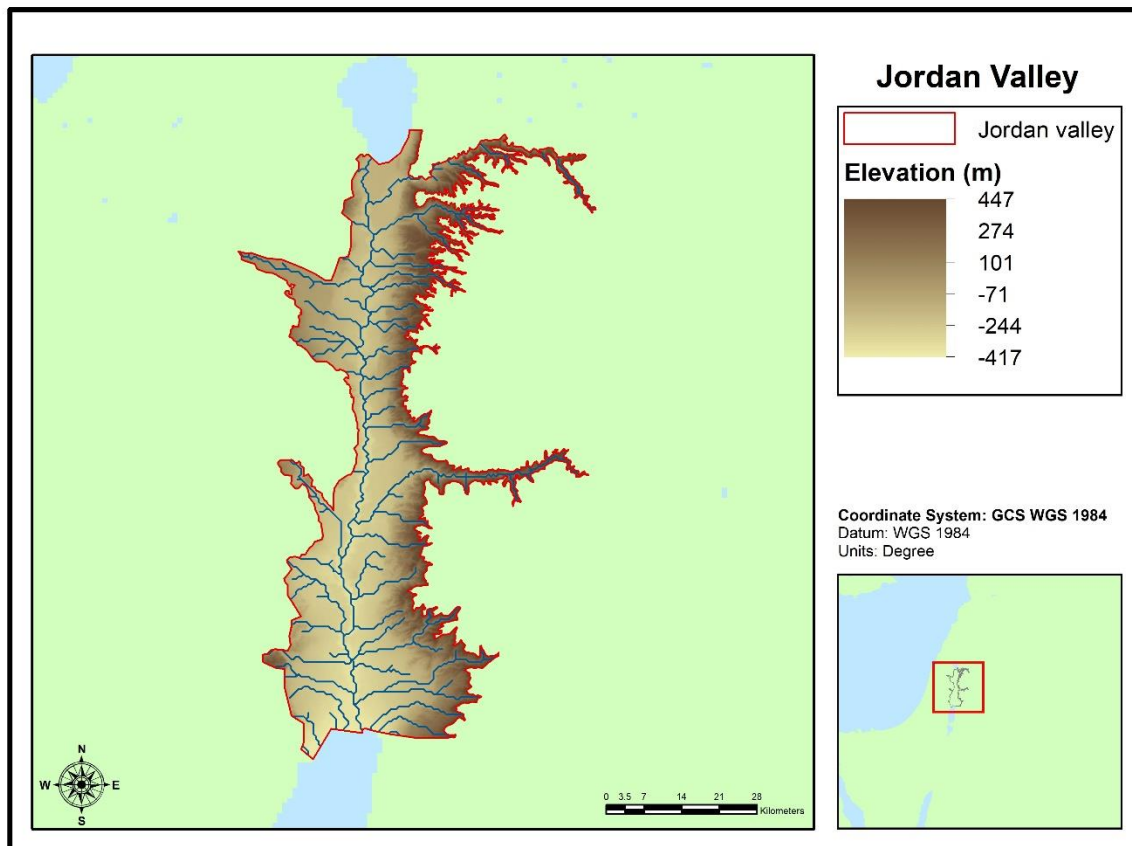 Jordan Valley
Jordan valley
Elevation (m)
447
274
101
-71
-244
-417
Coordinate System: GCS WGS 1984
Datum: WGS 1984
Units: Degree
N
W E
S
0 3.5 7 14 21 28
Kilometers